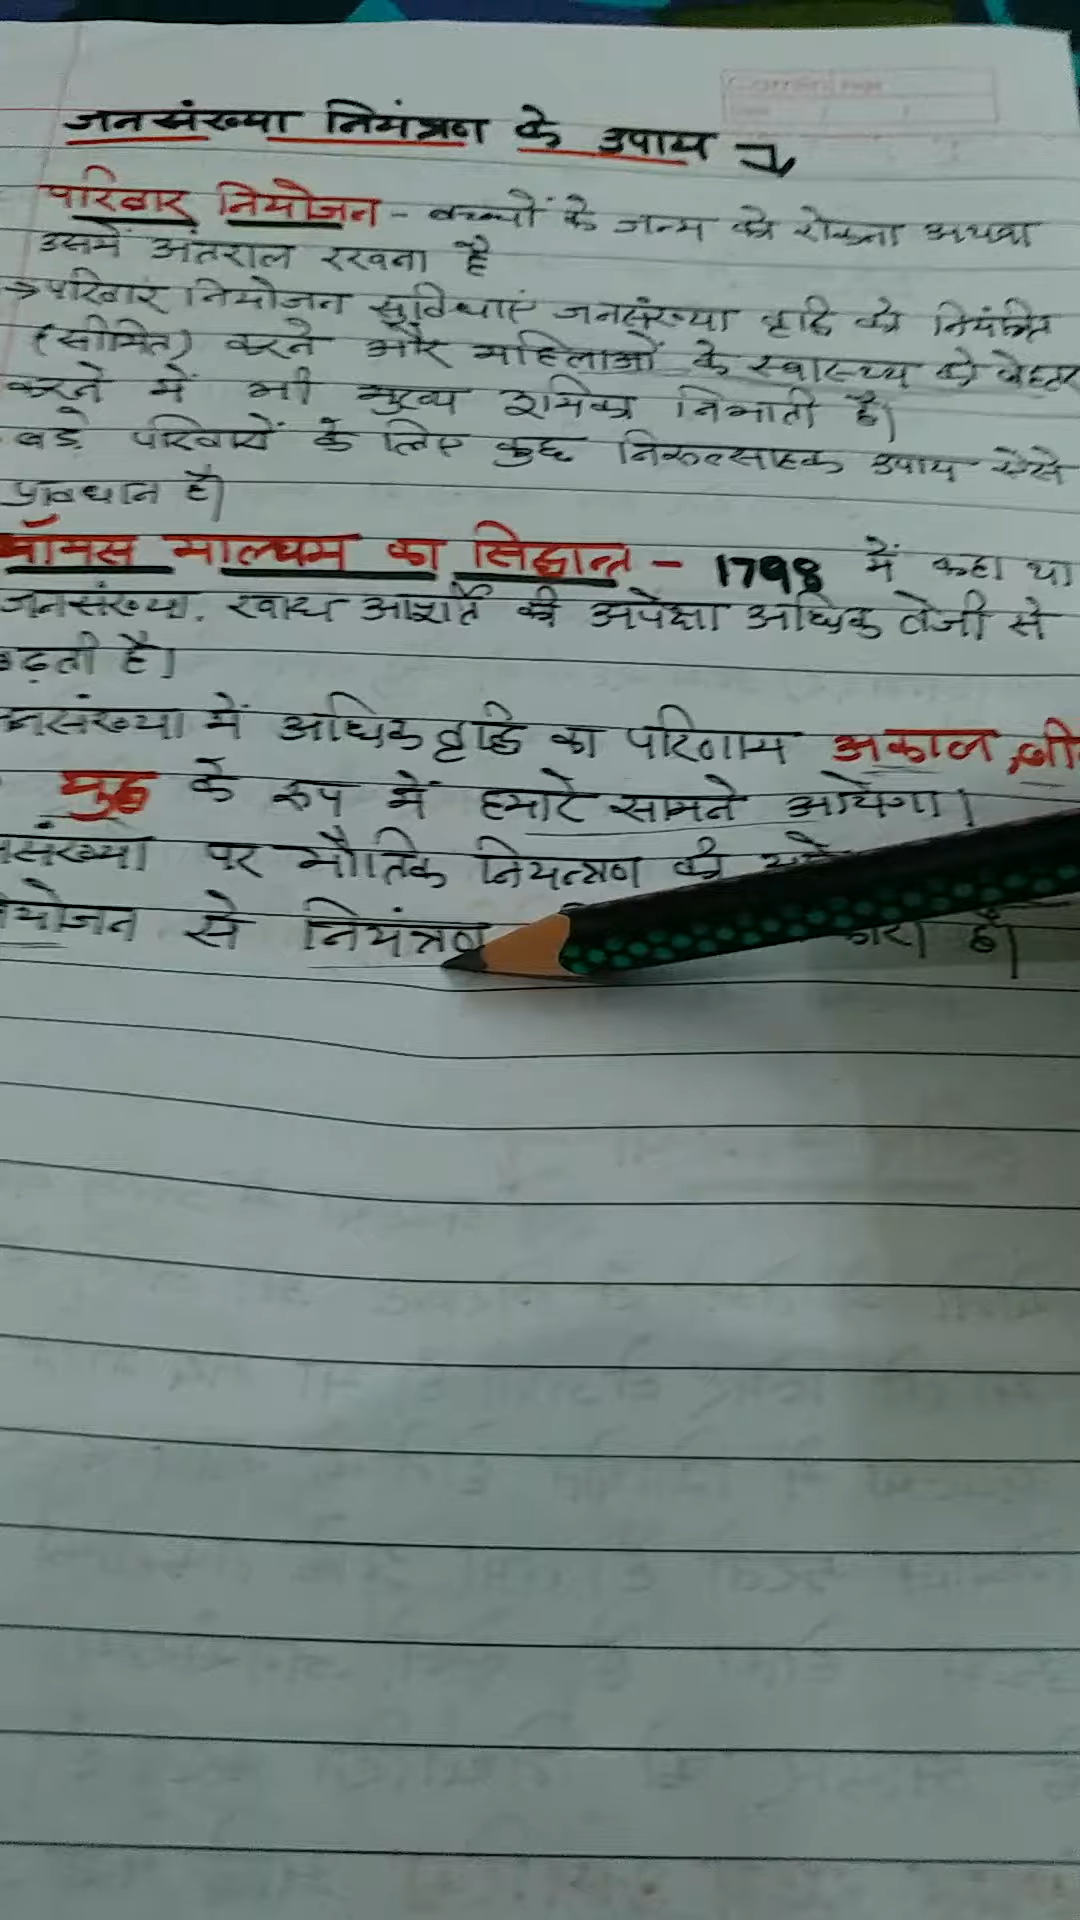 जनसंख्या नियंत्रण के उपाय
परिवार नियोजन - बच्चों के जन्म को रोकना अथवा
उसमें अंतराल रखना है
→परिवार नियोजन सुविधाएं जनसंख्या वृद्धि को नियंत्रित
(सीमित) करने और महिलाओं के स्वास्थ्य को बेहतर
करने में भी मुख्य भूमिका निभाती है।
बड़े परिवारों के लिए कुछ निरूत्साहक उपाय ऐसे
प्रावधान है।
थॉमस माल्थस का सिद्धान्त - 1798 में कहा था
जनसंख्या, खाद्य आपूर्ति की अपेक्षा अधिक तेजी से
बढ़ती है।
जनसंख्या में अधिक वृद्धि का परिणाम अकाल,
युद्ध के रूप में हमारे सामने आयेगा।
पर भौतिक नियन्त्रण की
से नियंत्रण है।